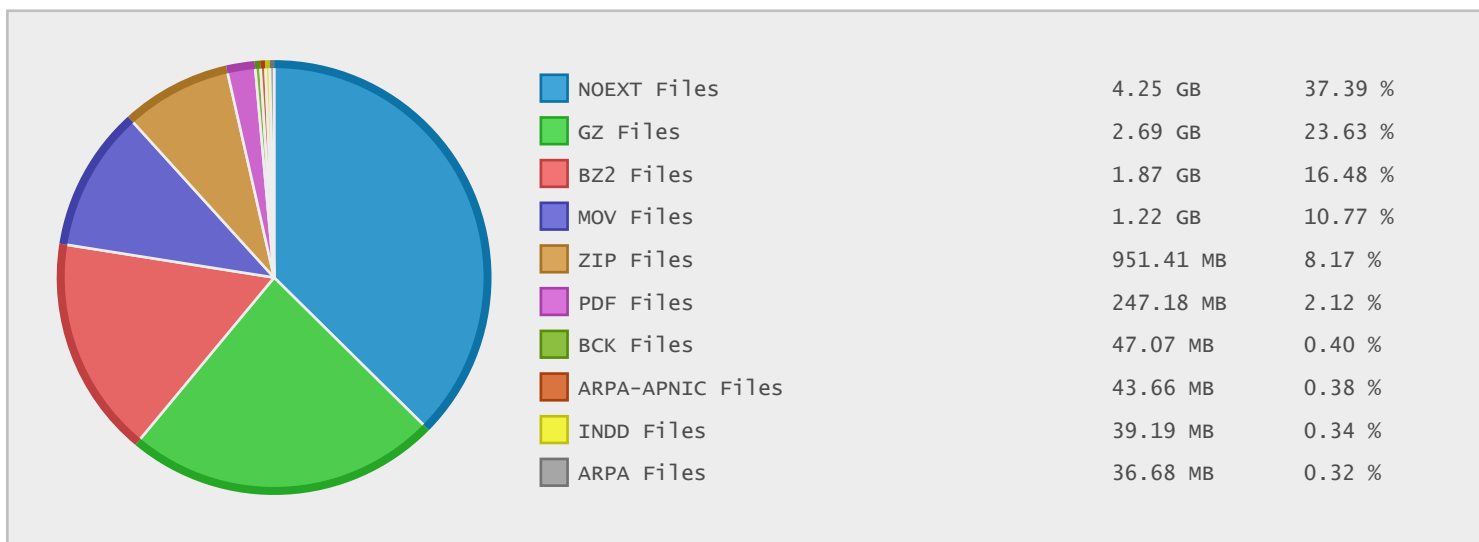 NOEXT Files 4.25 GB 37.39 %
GZ Files 2.69 GB 23.63 %
BZ2 Files 1.87 GB 16.48 %
MOV Files 1.22 GB 10.77 %
ZIP Files 951.41 MB 8.17 %
PDF Files 247.18 MB 2.12 %
BCK Files 47.07 MB 0.40 %
ARPA-APNIC Files 43.66 MB 0.38 %
INDD Files 39.19 MB 0.34 %
ARPA Files 36.68 MB 0.32 %